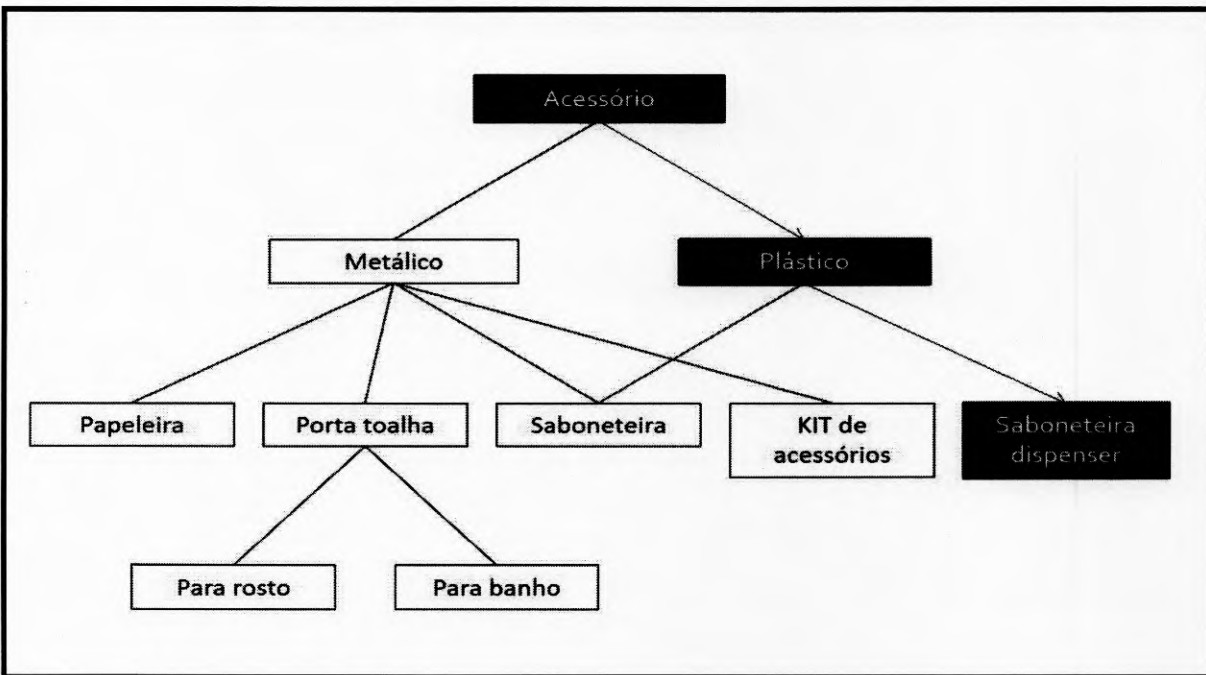 Acessório
Metálico
Plástico
Papeleira
Porta toalha
Saboneteira
KIT de
acessórios
Saboneteira
dispenser
Para rosto
Para banho